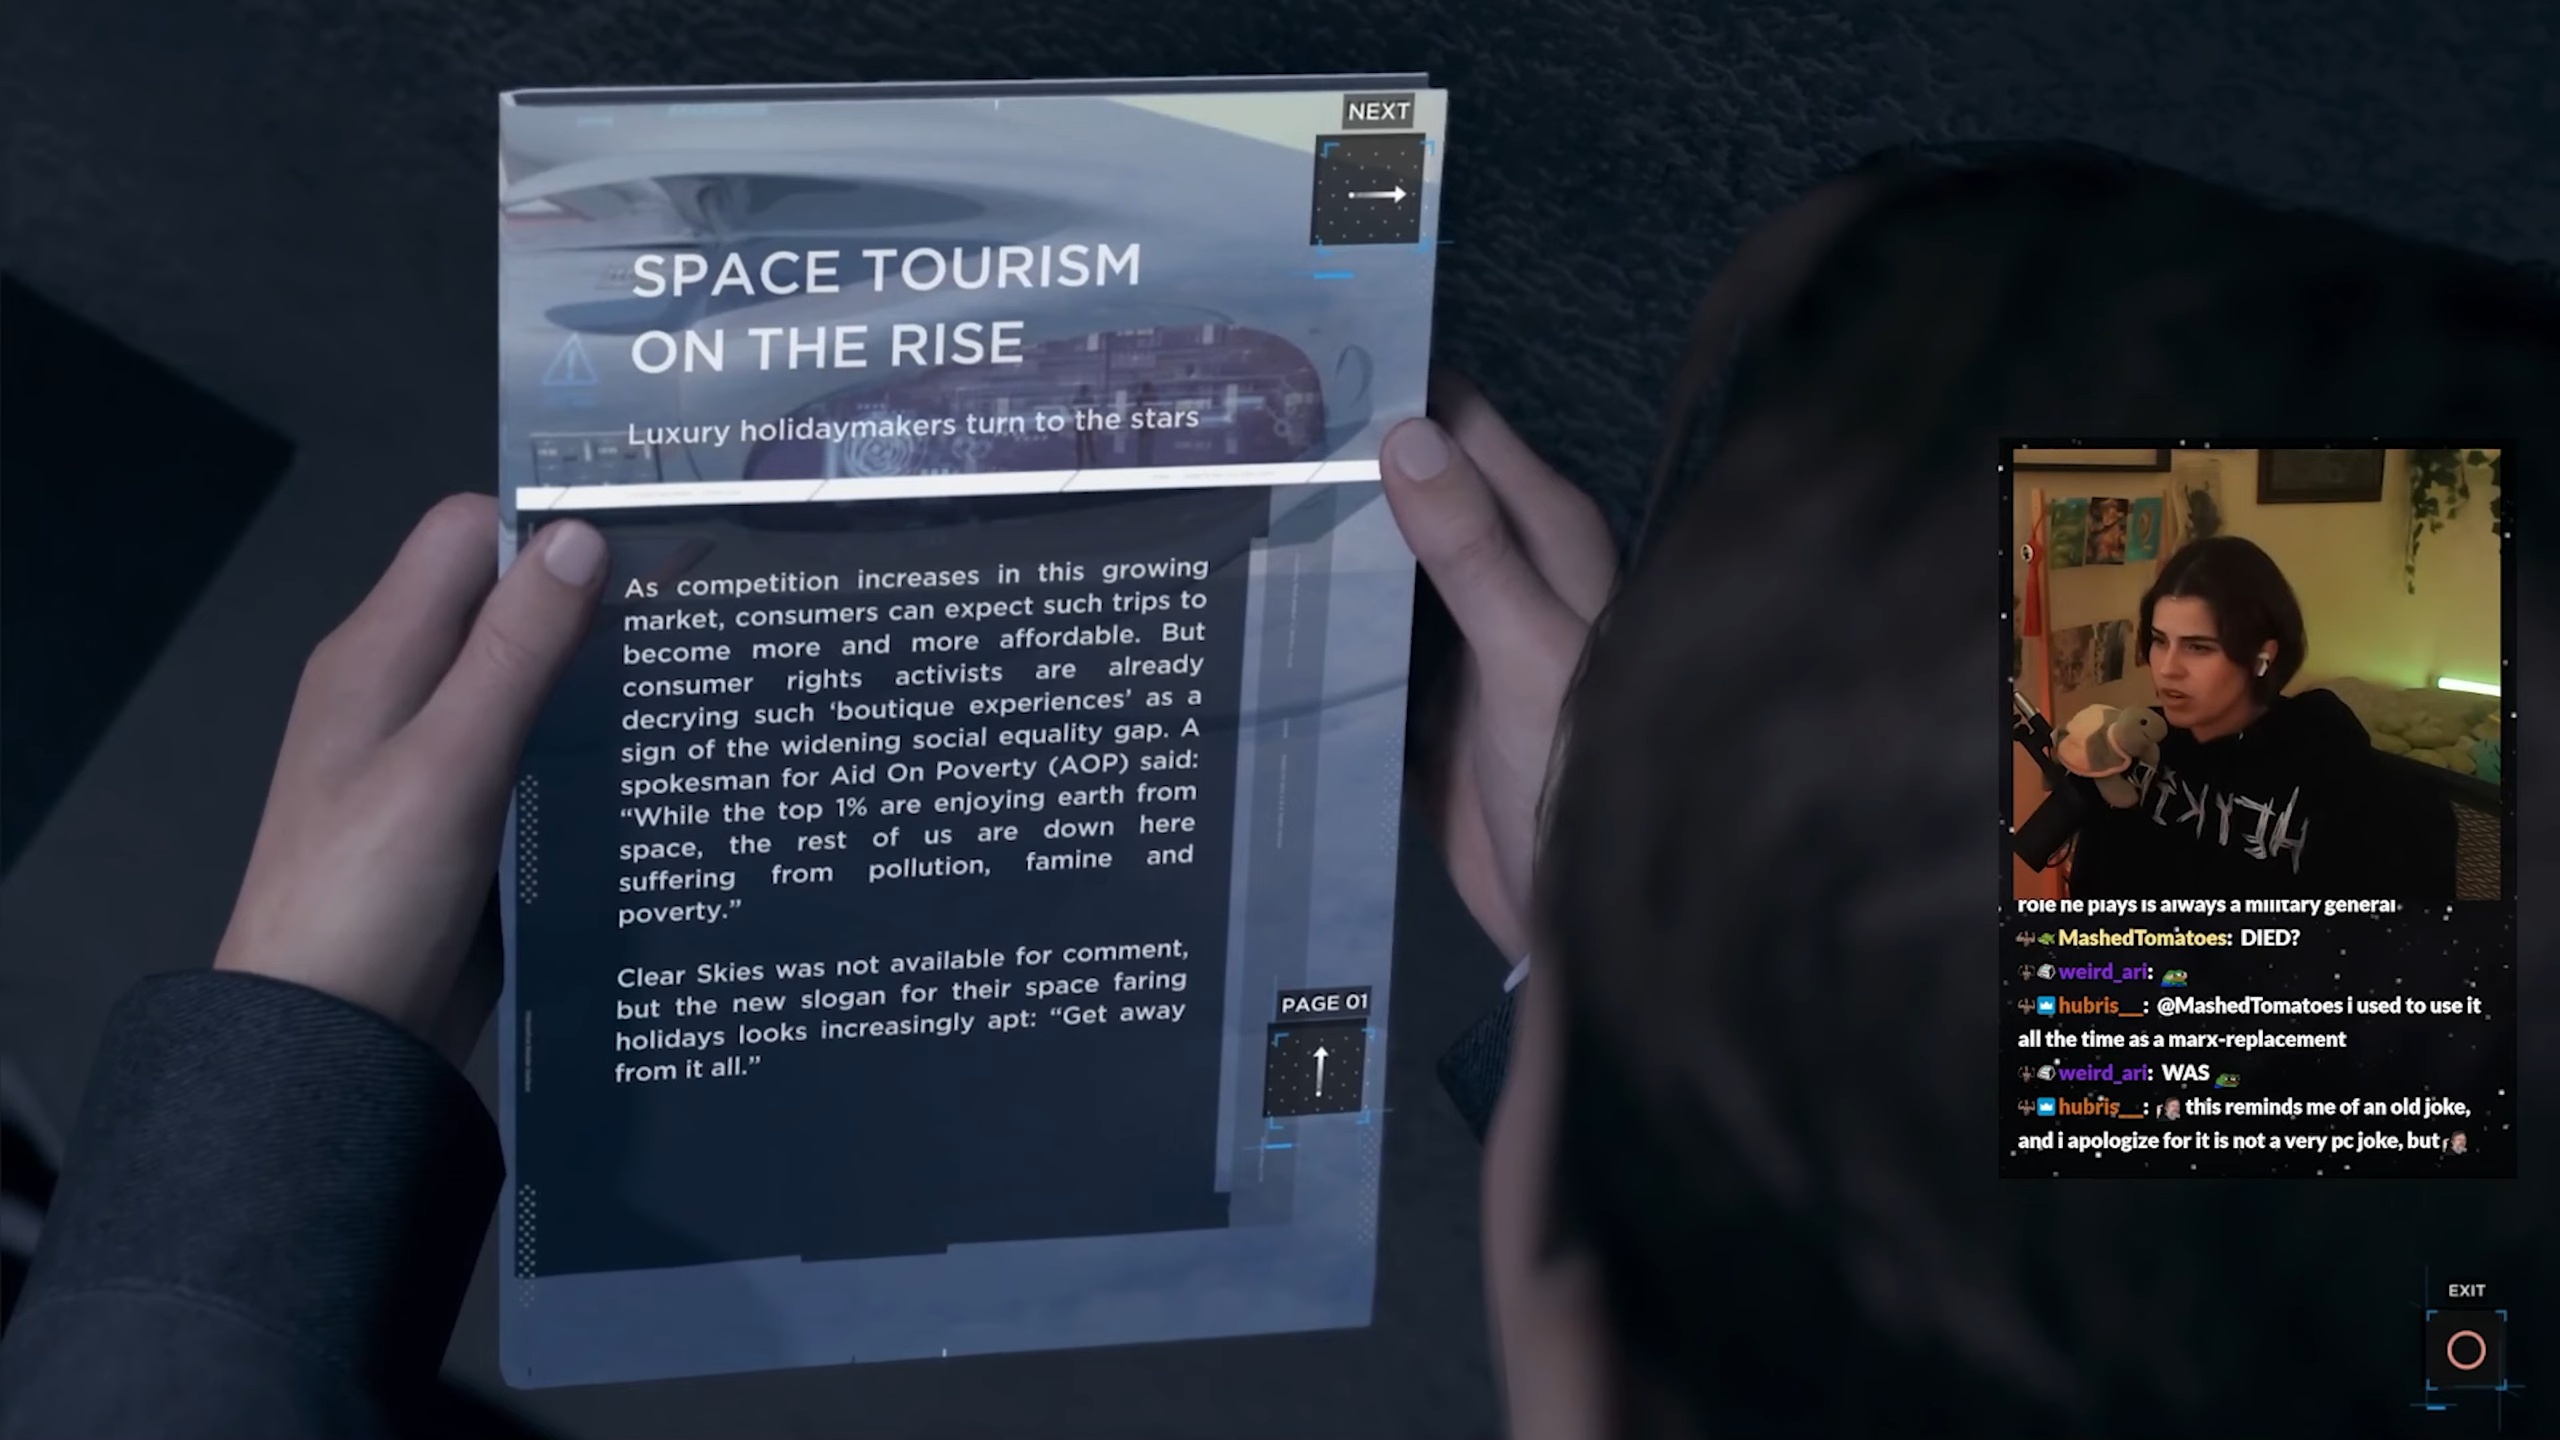 NEXT
SPACE TOURISM
ON THE RISE
Luxury holidaymakers turn to the stars
As competition increases in this growing
market, consumers can expect such trips to
become more and more affordable. But
consumer rights activists are already
decrying such ‘boutique experiences’ as a
sign of the widening social equality gap. A
spokesman for Aid On Poverty (AOP) said:
“While the top 1% are enjoying earth from
space, the rest of us are down here
suffering from pollution, famine and
poverty.”
Clear Skies was not available for comment,
but the new slogan for their space faring
holidays looks increasingly apt: “Get away
from it all.”
PAGE 01
role he plays is always a military general
MashedTomatoes: DIED?
weird_ari:
hubris__: @MashedTomatoes i used to use it
all the time as a marx-replacement
weird_ari: WAS
hubris__: this reminds me of an old joke,
and i apologize for it is not a very pc joke, but
EXIT